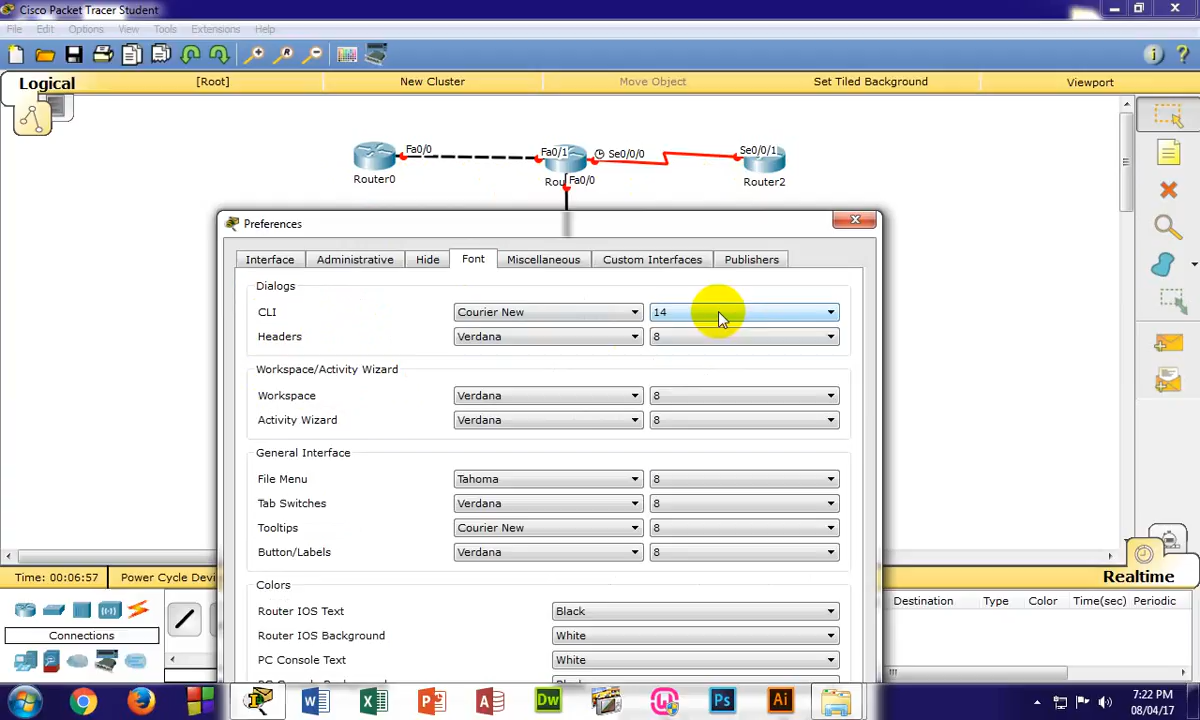 Cisco Packet Tracer Student
File Edit Options View Tools Extensions Help
Logical [Root] New Cluster Move Object Set Tiled Background Viewport
Fa0/0 Fa0/1 Se0/0/0 Se0/0/1
Router0 Rou Fa0/0 Router2
Preferences
Interface Administrative Hide Font Miscellaneous Custom Interfaces Publishers
Dialogs
CLI Courier New 14
Headers Verdana 8
Workspace/Activity Wizard
Workspace Verdana 8
Activity Wizard Verdana 8
General Interface
File Menu Tahoma 8
Tab Switches Verdana 8
Tooltips Courier New 8
Button/Labels Verdana 8
Colors
Router IOS Text Black
Router IOS Background White
PC Console Text White
Time: 00:06:57 Power Cycle Devi Realtime
Destination Type Color Time(sec) Periodic
Connections
W X P A Dw Ps Ai
7:22 PM
08/04/17